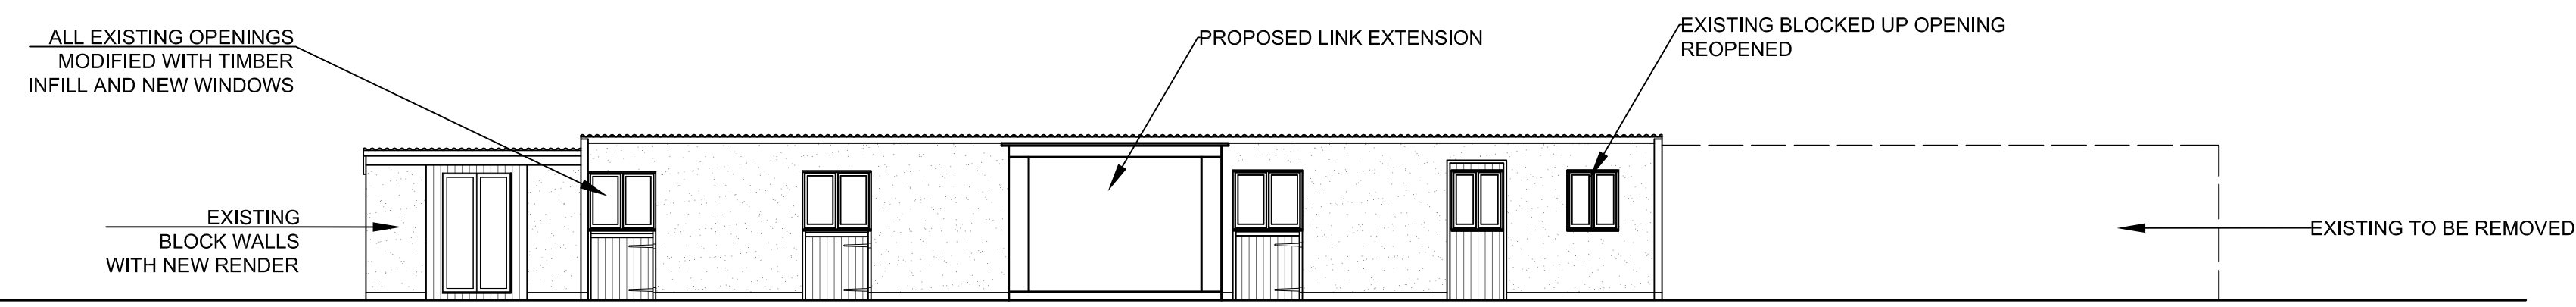 ALL EXISTING OPENINGS
MODIFIED WITH TIMBER
INFILL AND NEW WINDOWS
PROPOSED LINK EXTENSION
EXISTING BLOCKED UP OPENING
REOPENED
EXISTING
BLOCK WALLS
WITH NEW RENDER
EXISTING TO BE REMOVED